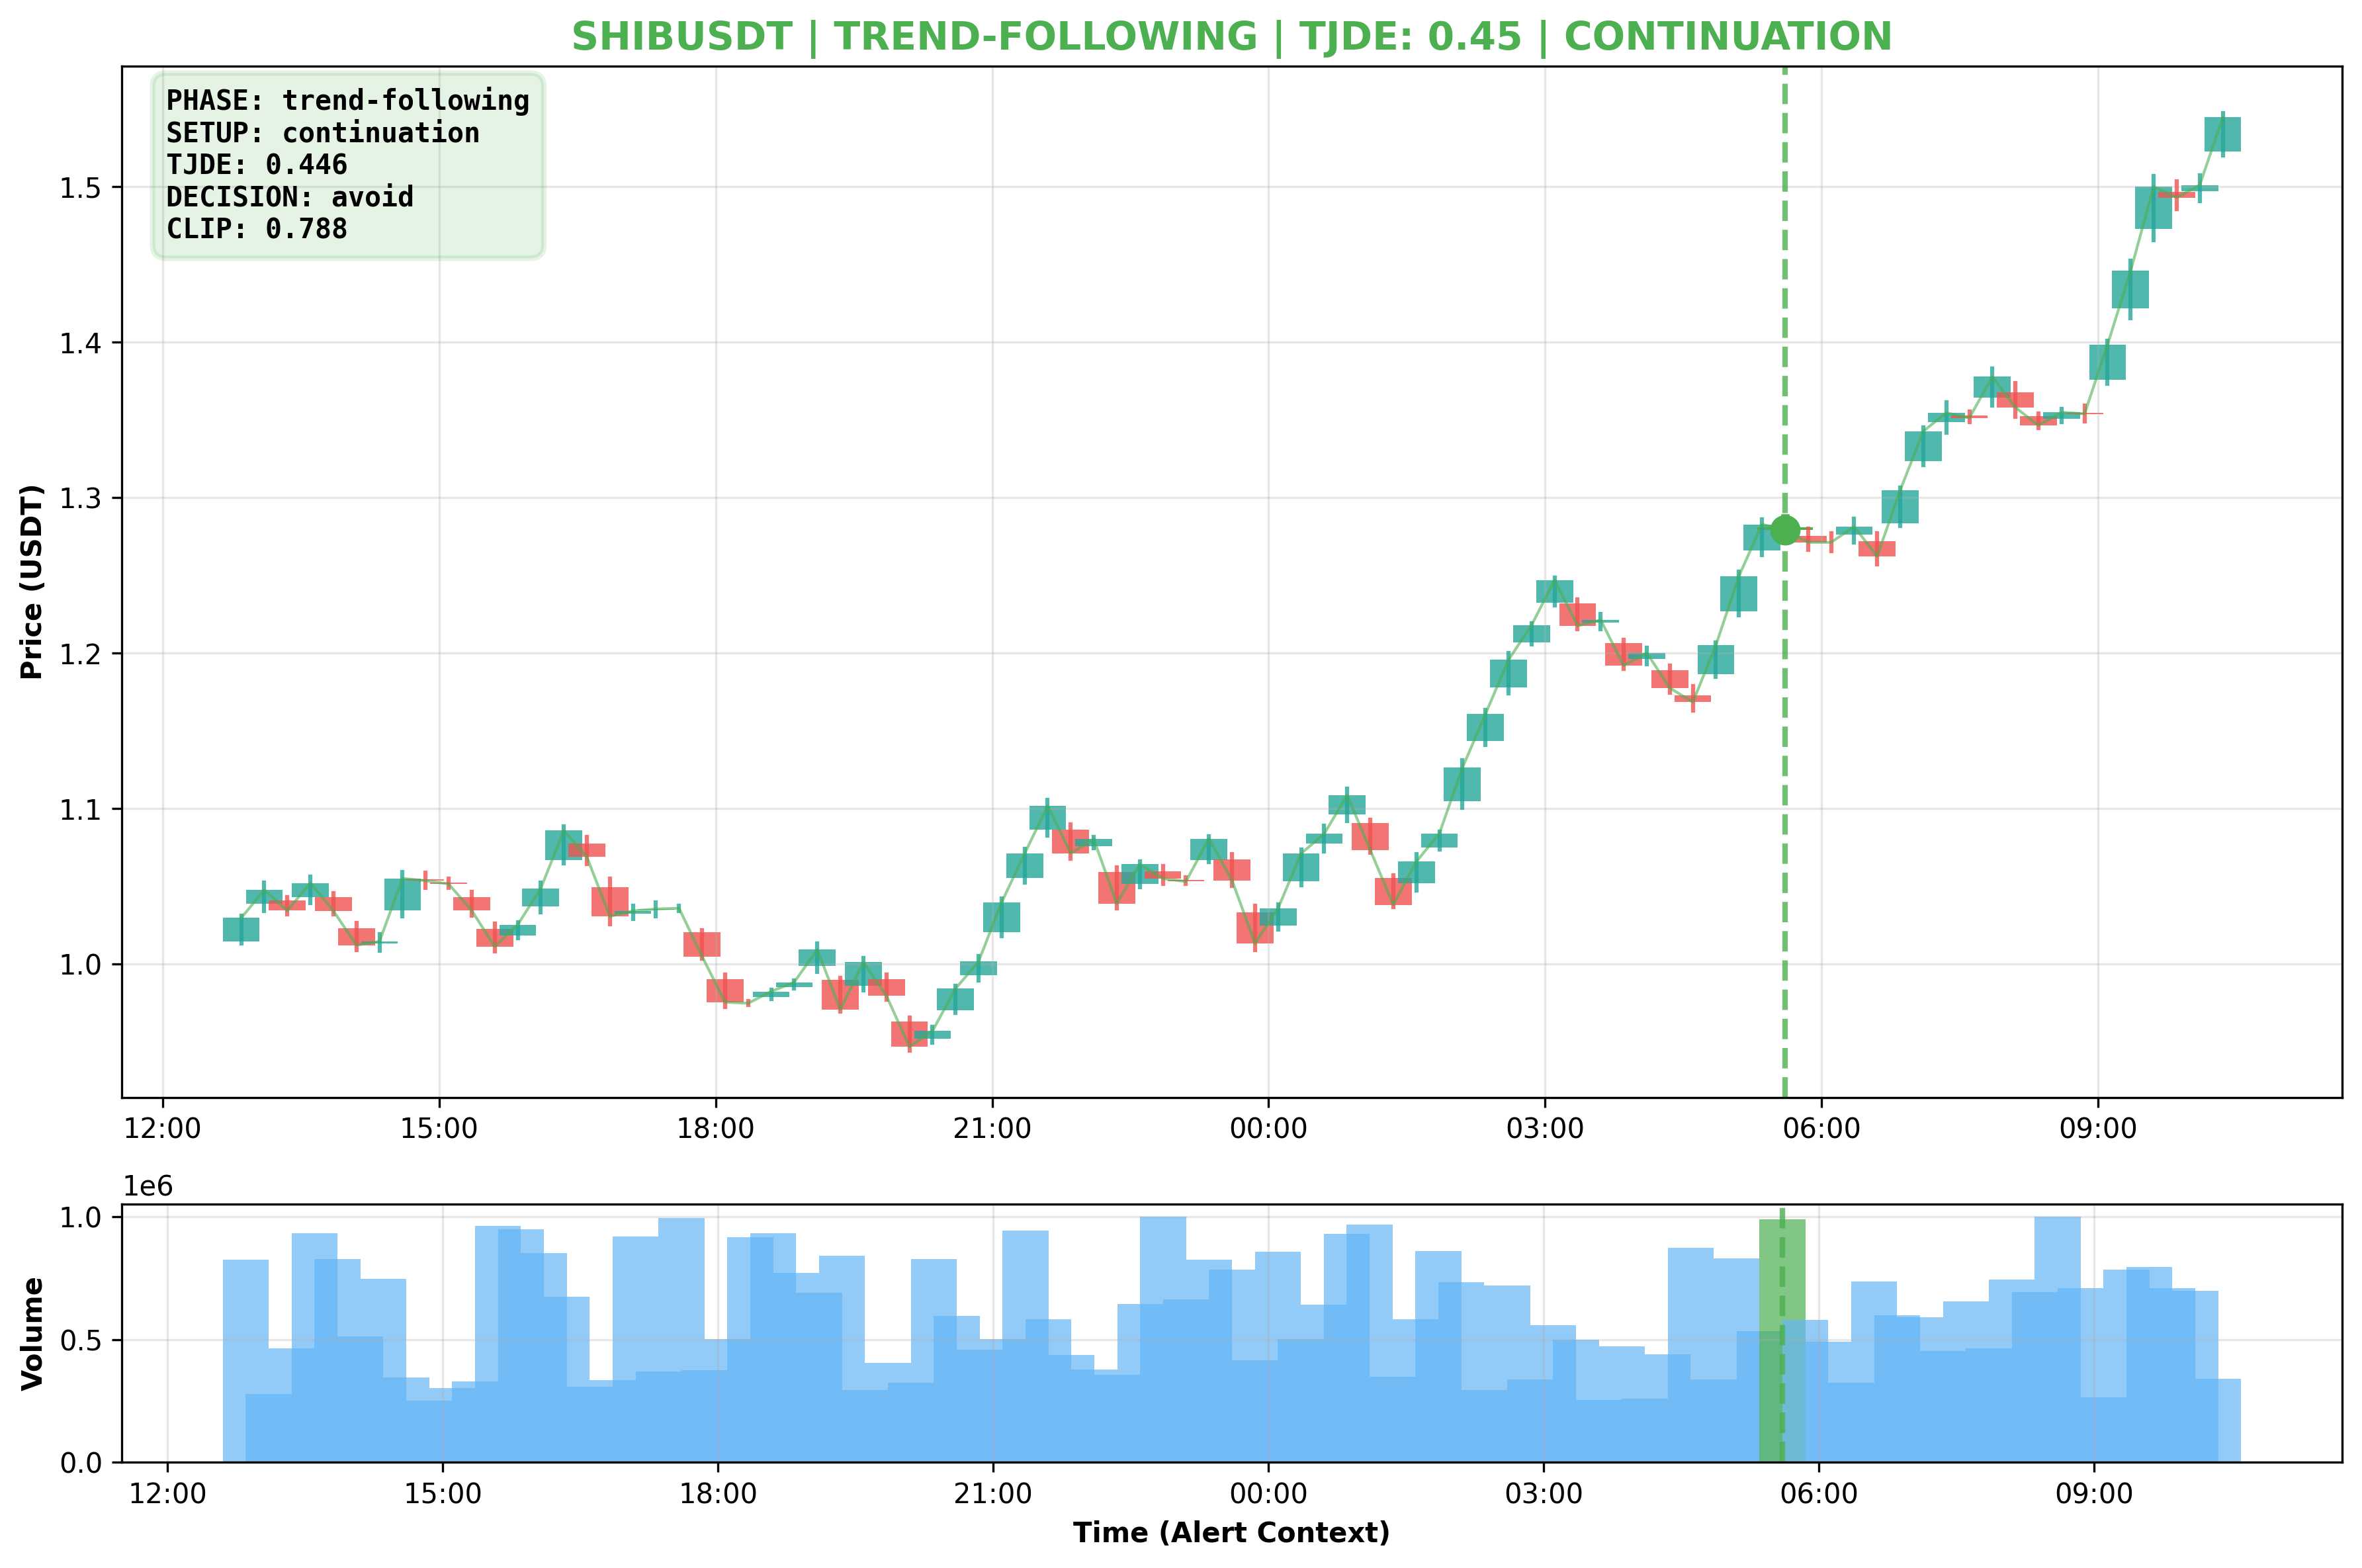 SHIBUSDT | TREND-FOLLOWING | TJDE: 0.45 | CONTINUATION
PHASE: trend-following
SETUP: continuation
TJDE: 0.446
DECISION: avoid
CLIP: 0.788
Price (USDT)
1.5
1.4
1.3
1.2
1.1
1.0
12:00 15:00 18:00 21:00 00:00 03:00 06:00 09:00
1e6
Volume
1.0
0.5
0.0
12:00 15:00 18:00 21:00 00:00 03:00 06:00 09:00
Time (Alert Context)